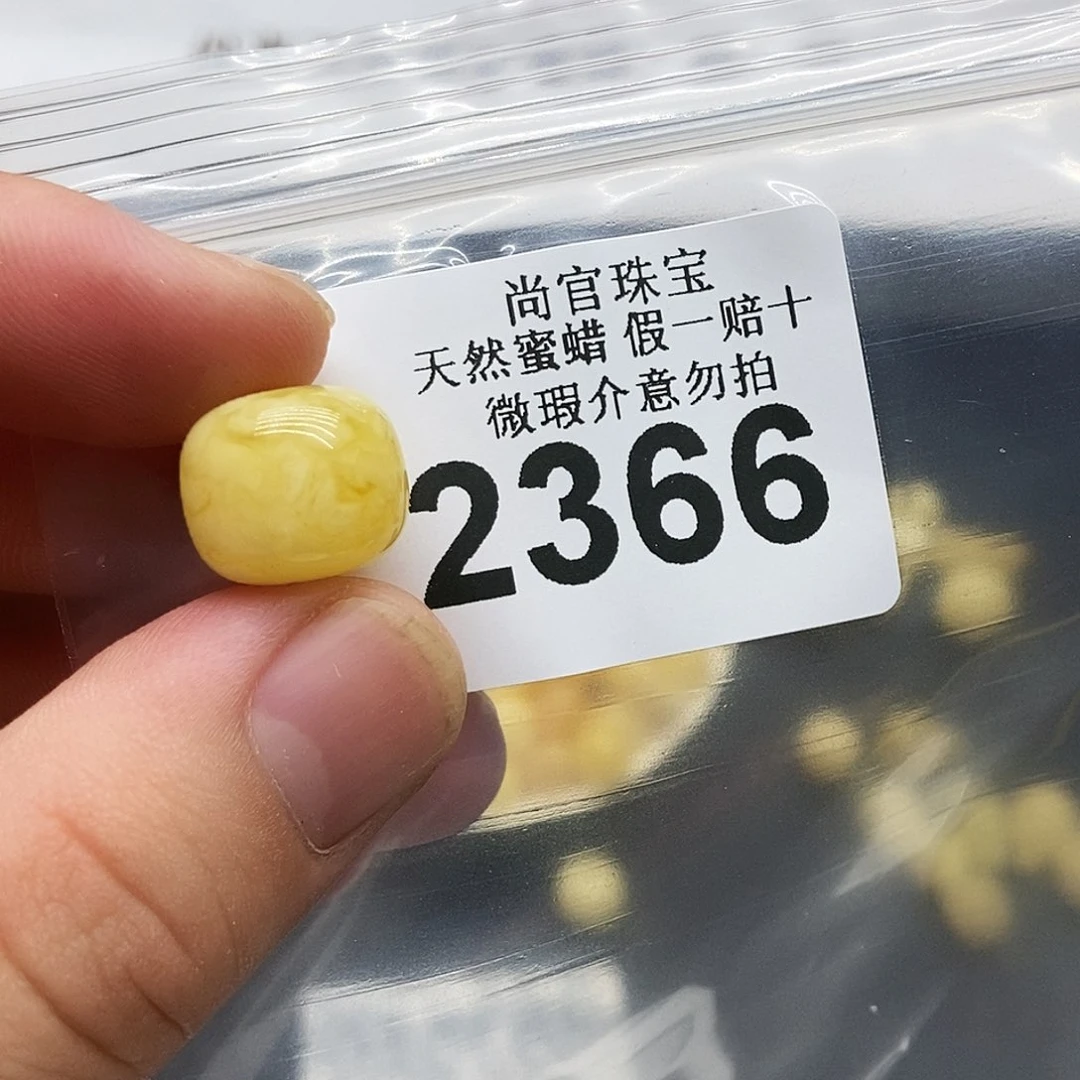 尚官珠宝
天然蜜蜡 假一赔十
微瑕介意勿拍
2366